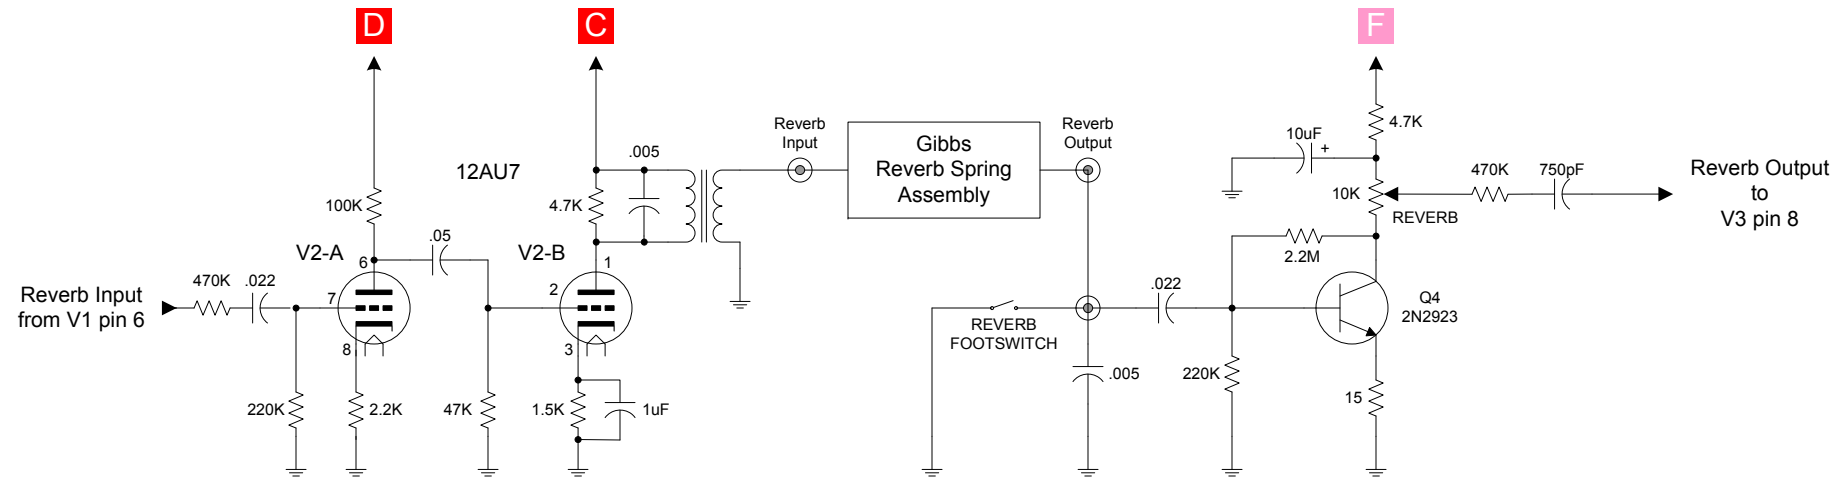 D
C
F
Reverb
Input
Reverb
Output
Gibbs
Reverb Spring
Assembly
12AU7
.005
4.7K
100K
.05
V2-A
V2-B
6
1
7
2
8
3
470K
.022
Reverb Input
from V1 pin 6
220K
2.2K
47K
1.5K
1uF
4.7K
10uF
+
10K
REVERB
470K
750pF
Reverb Output
to
V3 pin 8
2.2M
.022
Q4
2N2923
REVERB
FOOTSWITCH
.005
220K
15